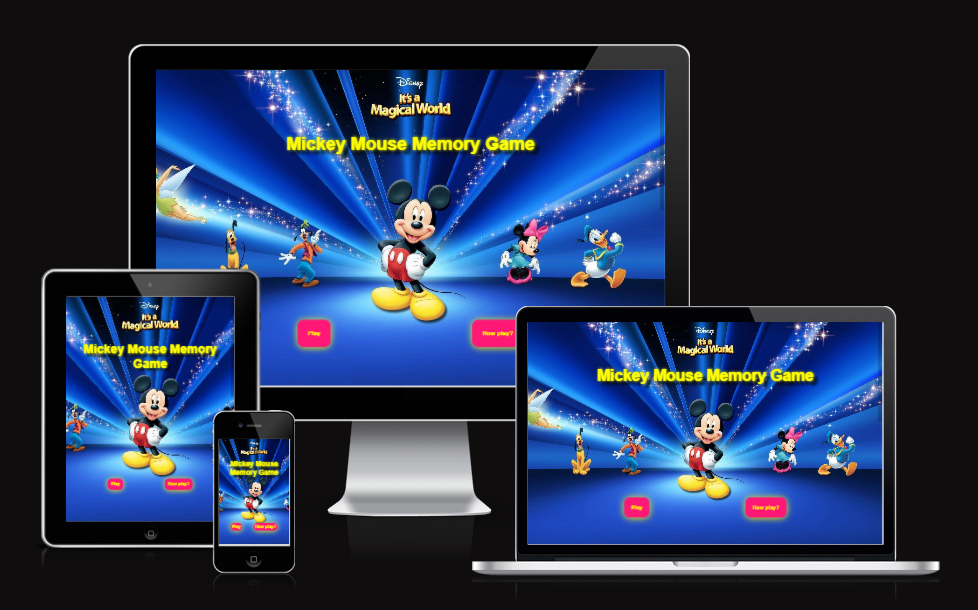 Disney
It's a
Magical World
Mickey Mouse Memory Game
Play
How play?
Disney
It's a
Magical World
Mickey Mouse Memory
Game
Play
How play?
Disney
It's a
Magical World
Mickey Mouse
Memory Game
Play
How play?
Disney
It's a
Magical World
Mickey Mouse Memory Game
Play
How play?